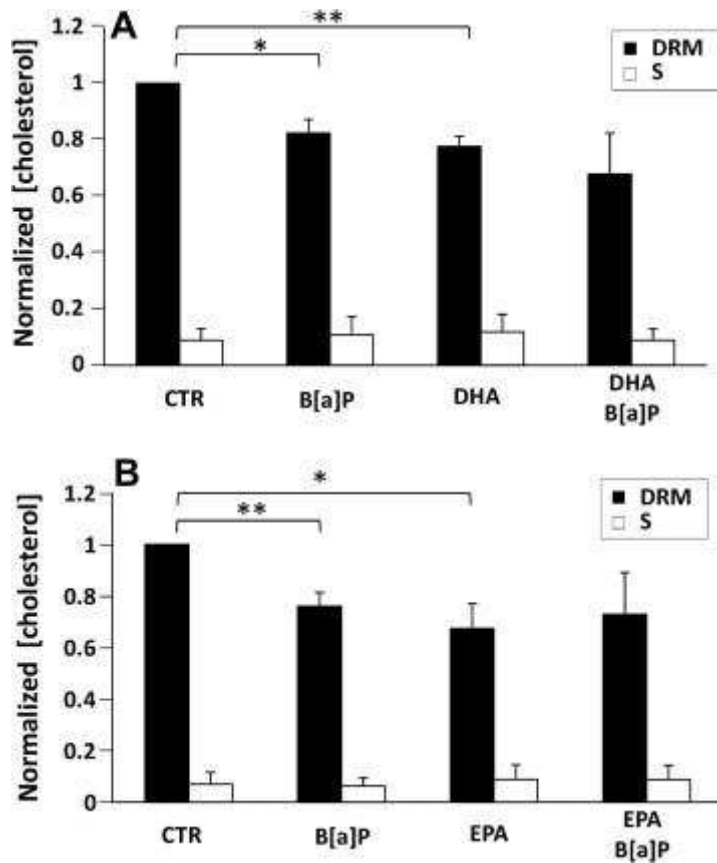 A
1.2
1
0.8
0.6
0.4
0.2
0
Normalized [cholesterol]
**
*
DRM
S
CTR
B[a]P
DHA
DHA
B[a]P
B
1.2
1
0.8
0.6
0.4
0.2
0
Normalized [cholesterol]
*
**
DRM
S
CTR
B[a]P
EPA
EPA
B[a]P